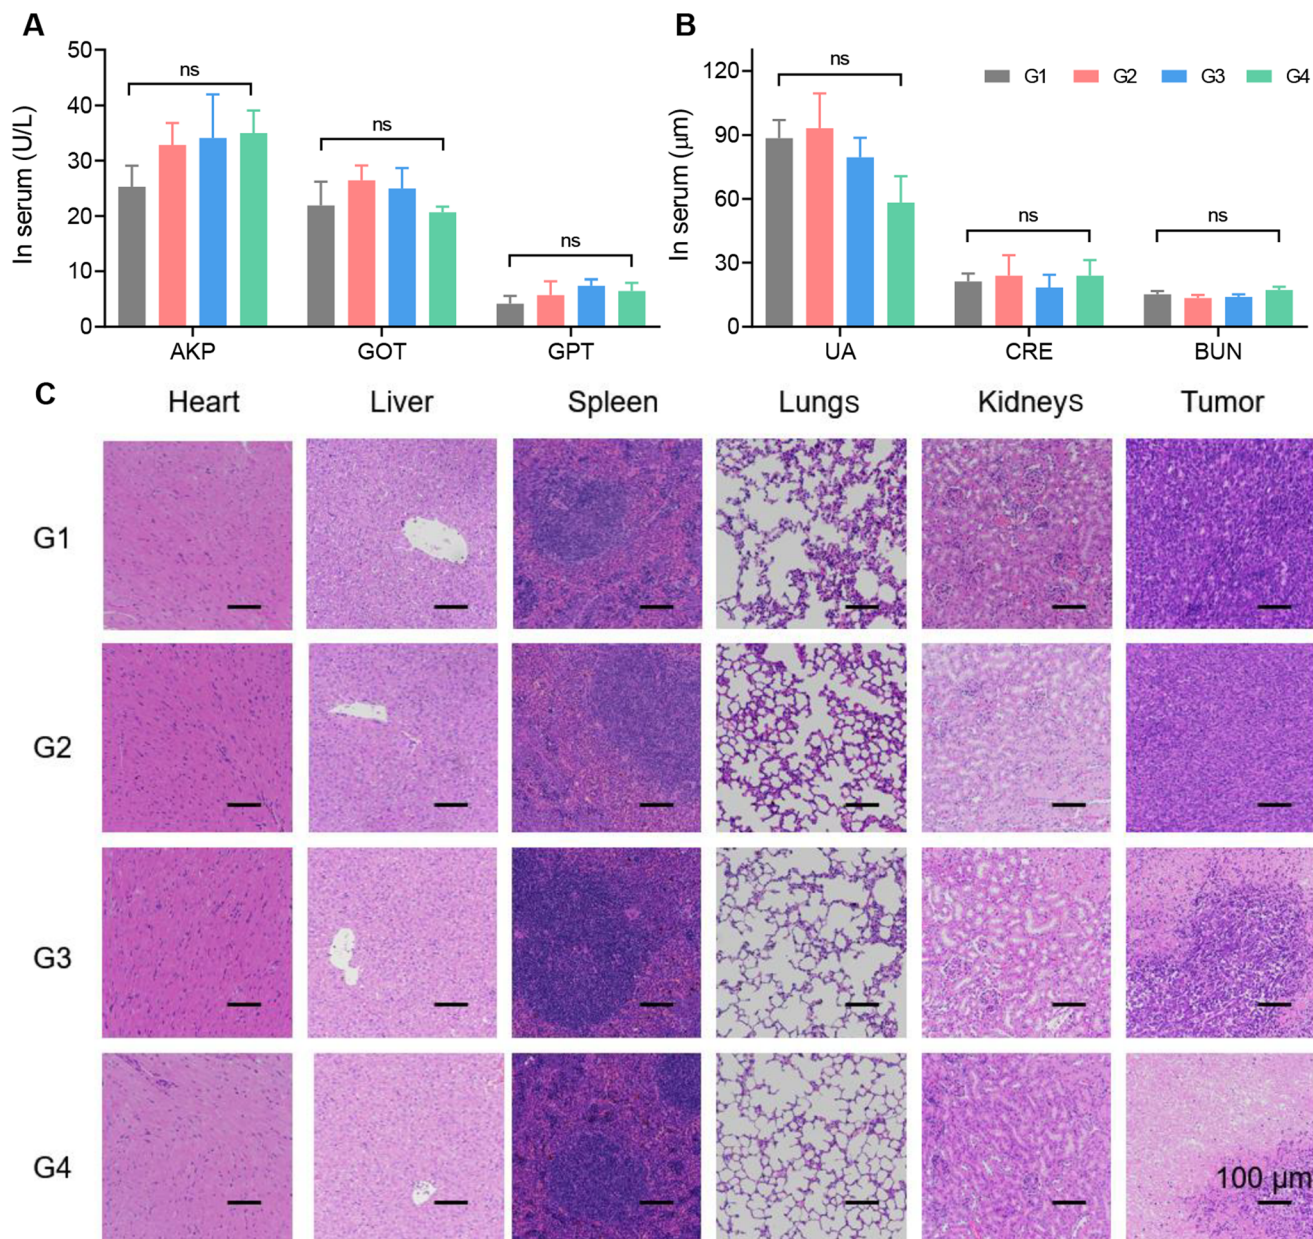 A
In serum (U/L)
50
40
30
20
10
0
ns
ns
ns
AKP GOT GPT
B
In serum (μm)
120
90
60
30
0
ns
ns
ns
G1 G2 G3 G4
UA CRE BUN
C
Heart Liver Spleen Lungs Kidneys Tumor
G1
G2
G3
G4
100 μm